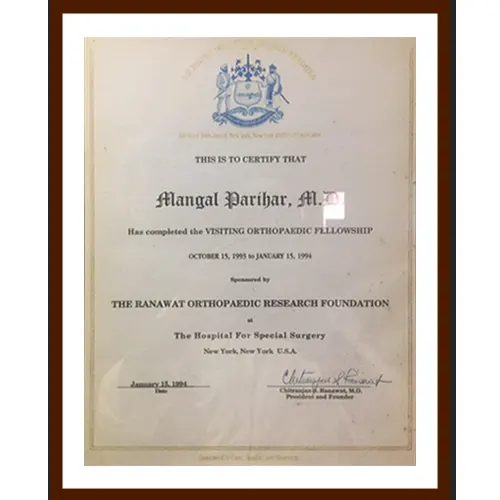 THIS IS TO CERTIFY THAT
Mangal Parihar, M.D.
Has completed the VISITING ORTHOPAEDIC FELLOWSHIP
OCTOBER 15, 1993 to JANUARY 15, 1994
Sponsored by
THE RANAWAT ORTHOPAEDIC RESEARCH FOUNDATION
at
The Hospital For Special Surgery
New York, New York U.S.A.
January 15, 1994
Date
Chitranjan S. Ranawat
Chitranjan S. Ranawat, M.D.
President and Founder